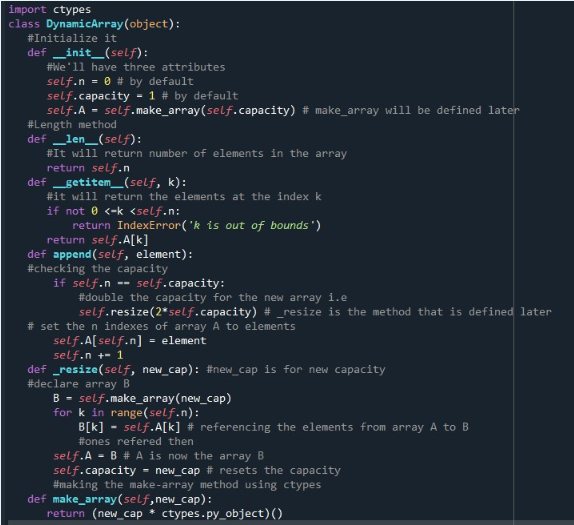 import ctypes
class DynamicArray(object):
    #Initialize it
    def __init__(self):
        #We'll have three attributes
        self.n = 0 # by default
        self.capacity = 1 # by default
        self.A = self.make_array(self.capacity) # make_array will be defined later
    #Length method
    def __len__(self):
        #It will return number of elements in the array
        return self.n
    def __getitem__(self, k):
        #it will return the elements at the index k
        if not 0 <=k <self.n:
            return IndexError('k is out of bounds')
        return self.A[k]
    def append(self, element):
    #checking the capacity
        if self.n == self.capacity:
            #double the capacity for the new array i.e
            self.resize(2*self.capacity) # _resize is the method that is defined later
    # set the n indexes of array A to elements
        self.A[self.n] = element
        self.n += 1
    def _resize(self, new_cap): #new_cap is for new capacity
    #declare array B
        B = self.make_array(new_cap)
        for k in range(self.n):
            B[k] = self.A[k] # referencing the elements from array A to B
            #ones refered then
        self.A = B # A is now the array B
        self.capacity = new_cap # resets the capacity
        #making the make-array method using ctypes
    def make_array(self,new_cap):
        return (new_cap * ctypes.py_object)()